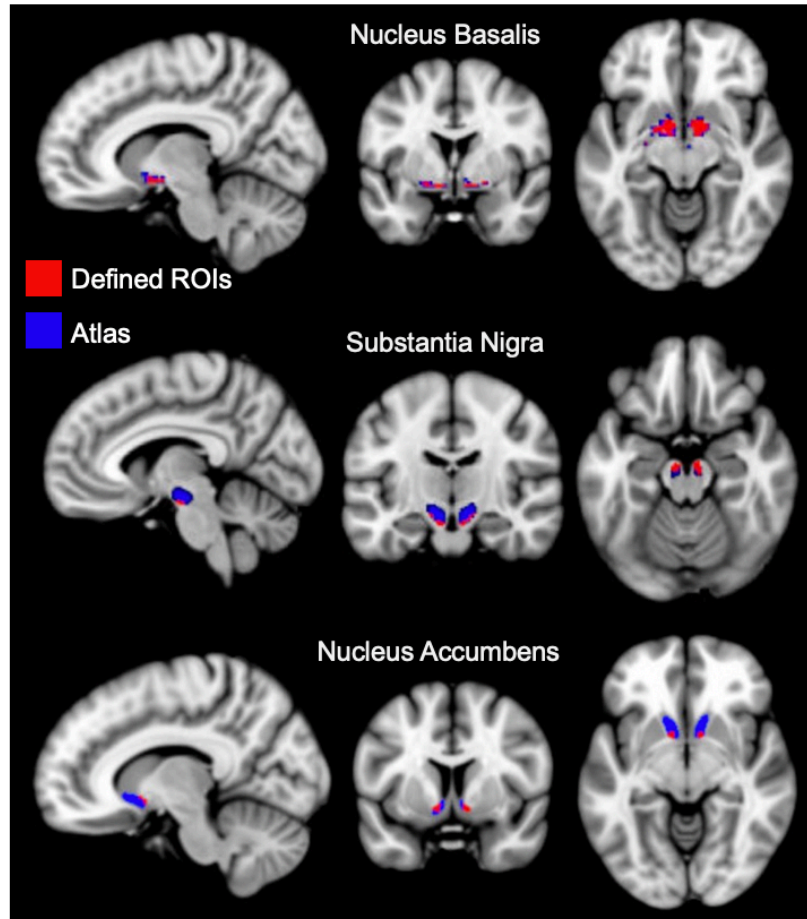 Nucleus Basalis
Defined ROIs
Atlas
Substantia Nigra
Nucleus Accumbens